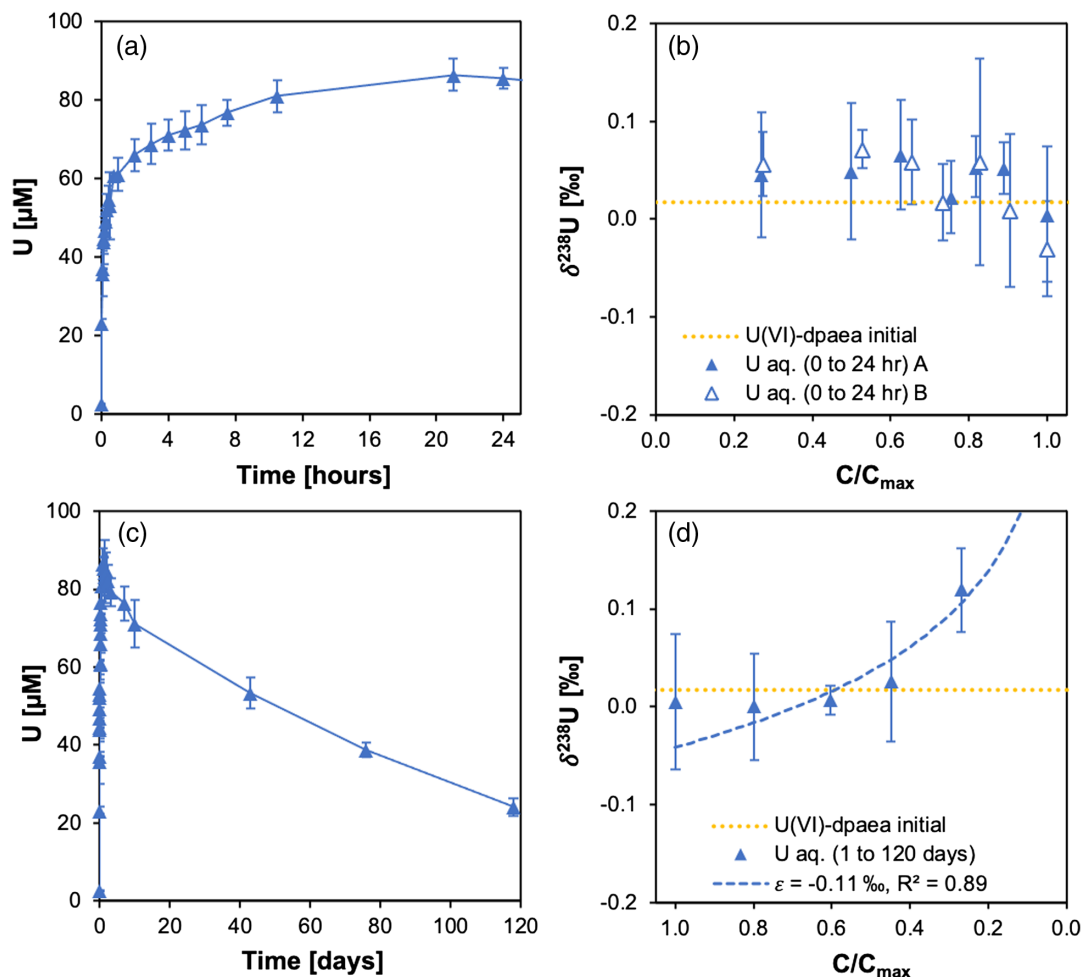 (a)
U [µM]
100
80
60
40
20
0
0 4 8 12 16 20 24
Time [hours]
(b)
δ²³⁸U [‰]
0.2
0.1
0.0
-0.1
-0.2
U(VI)-dpaea initial
U aq. (0 to 24 hr) A
U aq. (0 to 24 hr) B
0.0 0.2 0.4 0.6 0.8 1.0
C/Cmax
(c)
U [µM]
100
80
60
40
20
0
0 20 40 60 80 100 120
Time [days]
(d)
δ²³⁸U [‰]
0.2
0.1
0.0
-0.1
-0.2
U(VI)-dpaea initial
U aq. (1 to 120 days)
ε = -0.11 ‰, R² = 0.89
1.0 0.8 0.6 0.4 0.2 0.0
C/Cmax